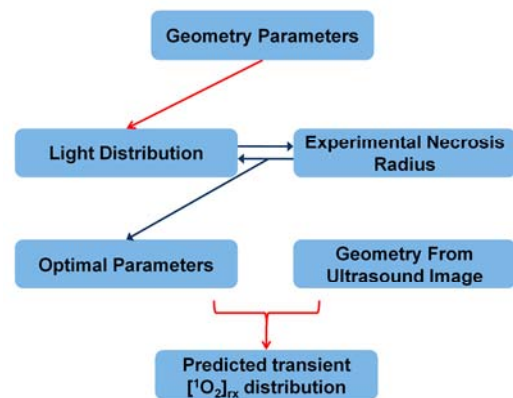 Geometry Parameters
Light Distribution
Experimental Necrosis
Radius
Optimal Parameters
Geometry From
Ultrasound Image
Predicted transient
[¹O₂]rx distribution